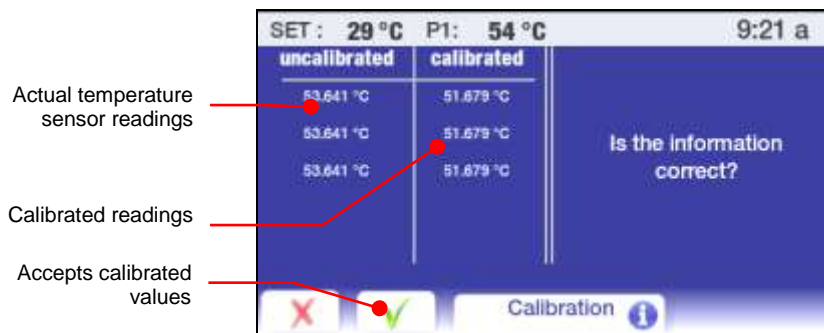 SET : 29 °C P1: 54 °C 9:21 a
uncalibrated calibrated
Actual temperature
sensor readings
53.641 °C 51.679 °C
53.641 °C 51.679 °C
53.641 °C 51.679 °C
Is the information
correct?
Calibrated readings
Accepts calibrated
values
Calibration i